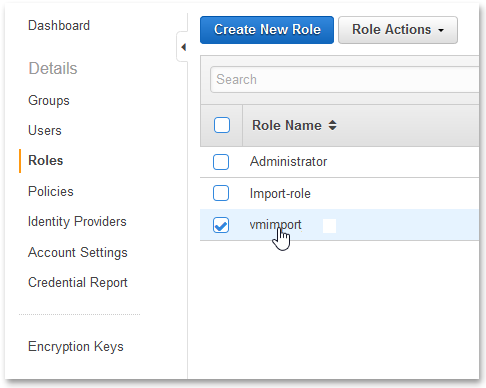 Dashboard
Details
Groups
Users
Roles
Policies
Identity Providers
Account Settings
Credential Report
Encryption Keys
Create New Role
Role Actions
Search
Role Name
Administrator
Import-role
vmimport